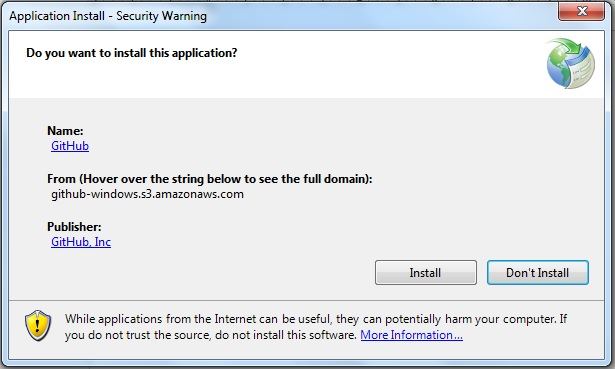 Application Install - Security Warning
Do you want to install this application?
Name:
GitHub
From (Hover over the string below to see the full domain):
github-windows.s3.amazonaws.com
Publisher:
GitHub, Inc
Install
Don't Install
While applications from the Internet can be useful, they can potentially harm your computer. If
you do not trust the source, do not install this software. More Information...